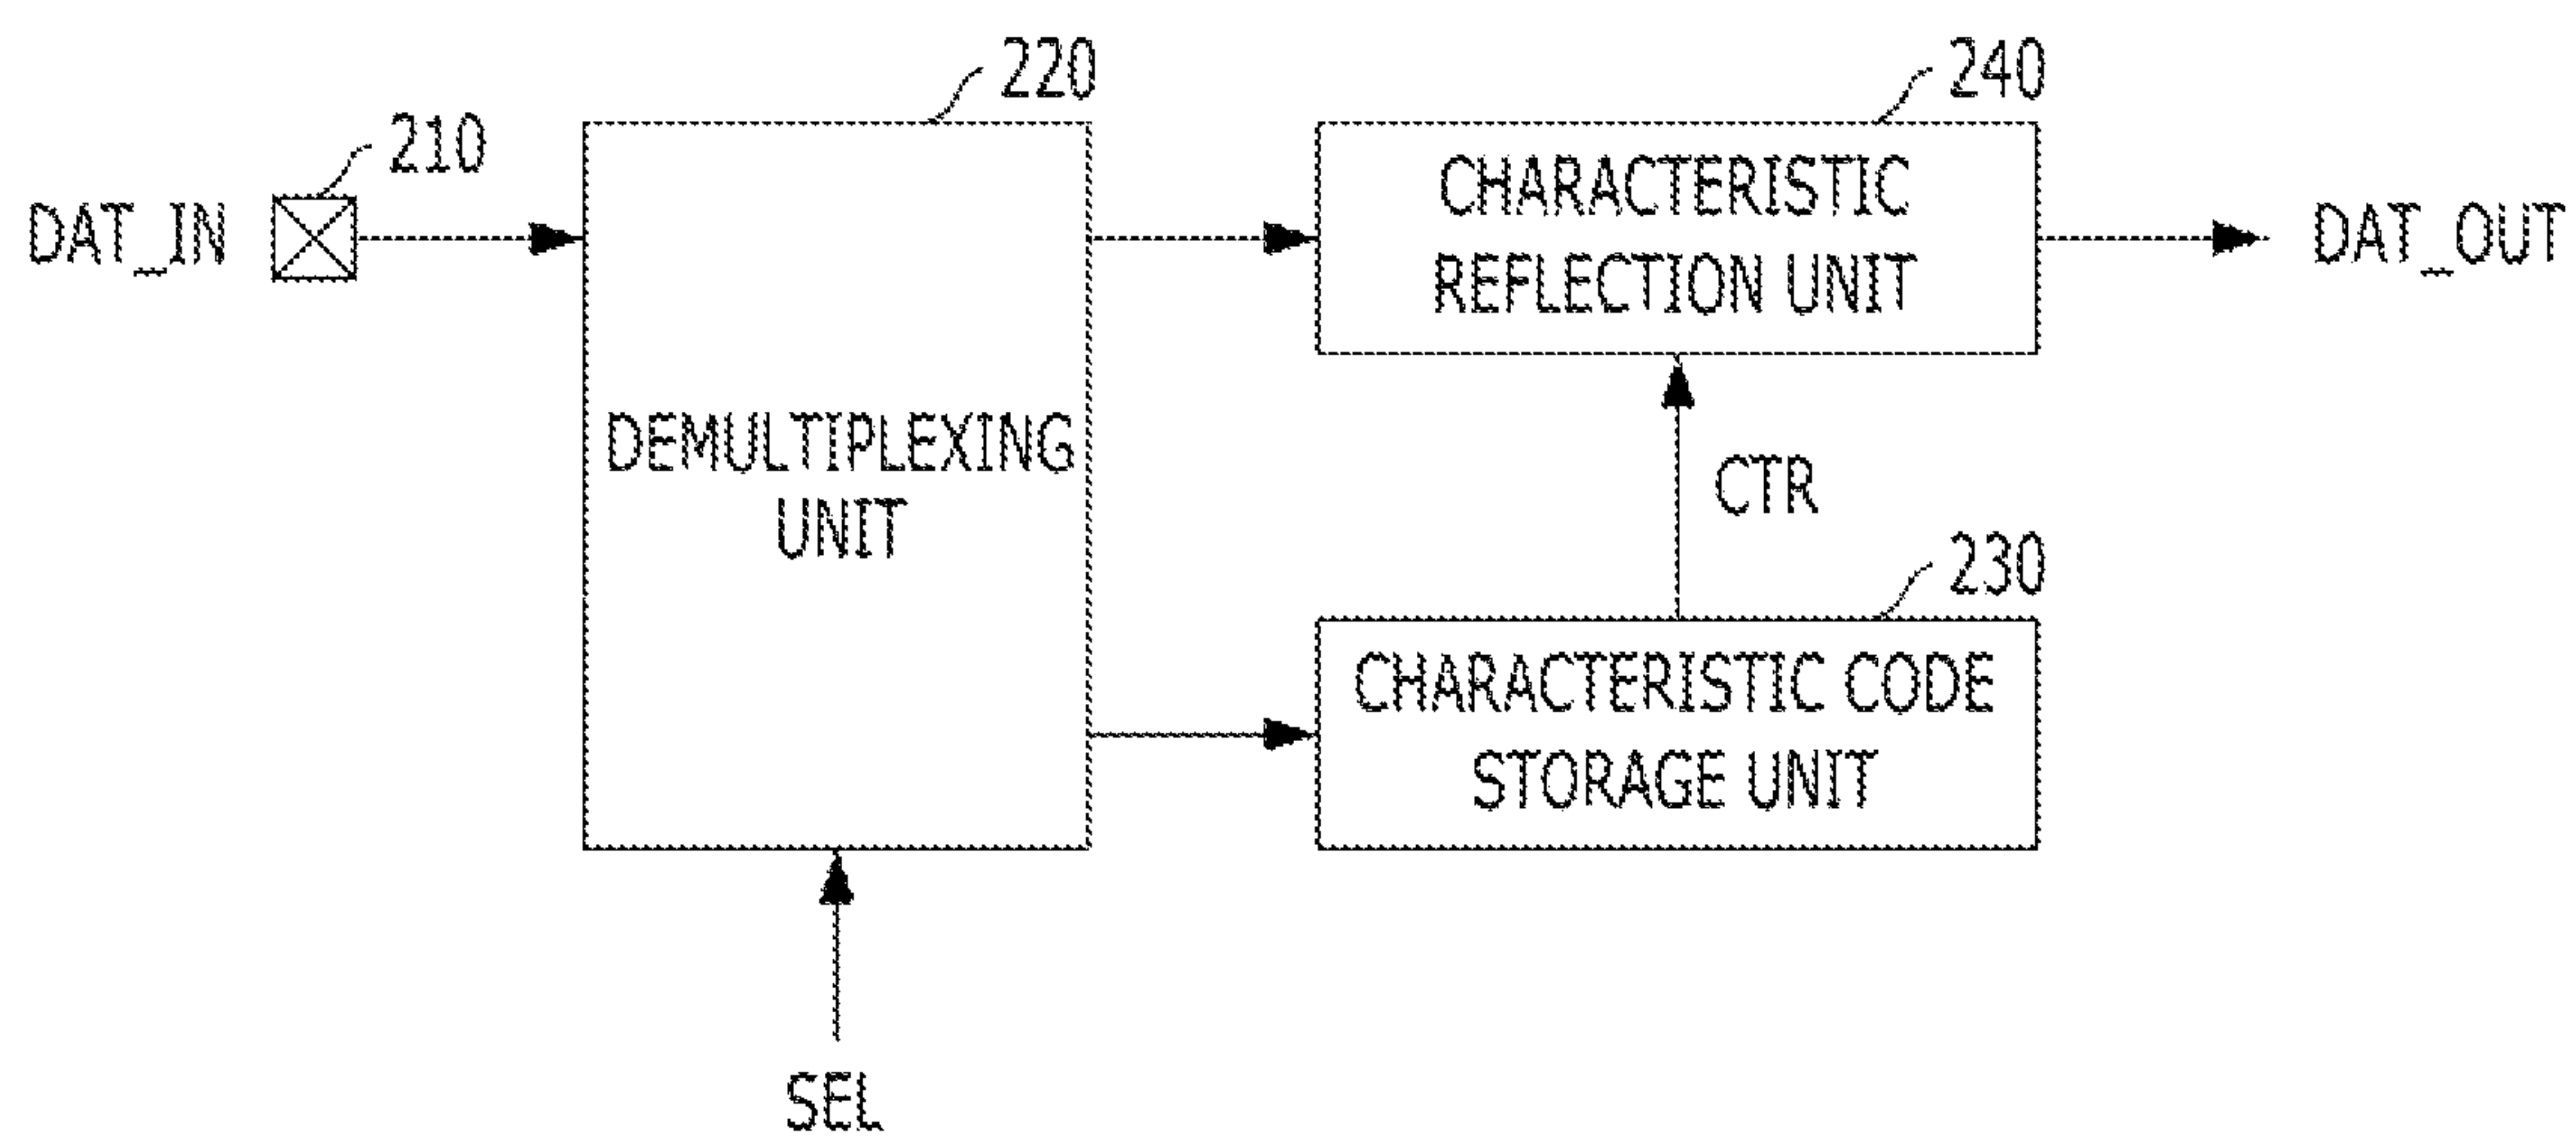 220
240
210
DAT_IN
CHARACTERISTIC
REFLECTION UNIT
DAT_OUT
DEMULTIPLEXING
UNIT
CTR
230
CHARACTERISTIC CODE
STORAGE UNIT
SEL